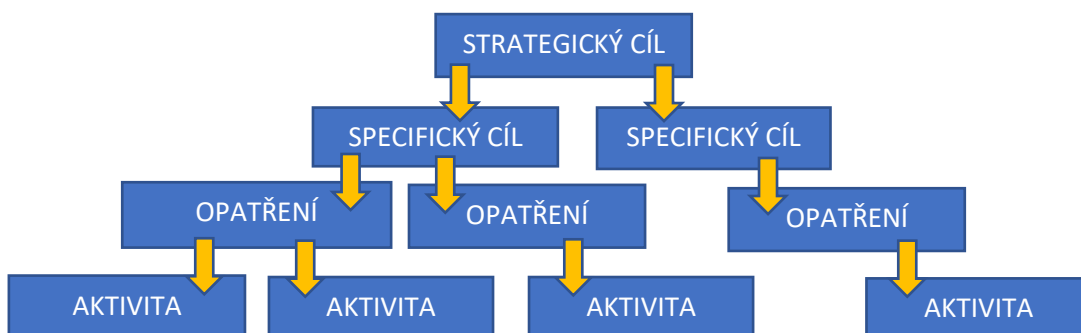 STRATEGICKÝ CÍL
SPECIFICKÝ CÍL
SPECIFICKÝ CÍL
OPATŘENÍ
OPATŘENÍ
OPATŘENÍ
AKTIVITA
AKTIVITA
AKTIVITA
AKTIVITA